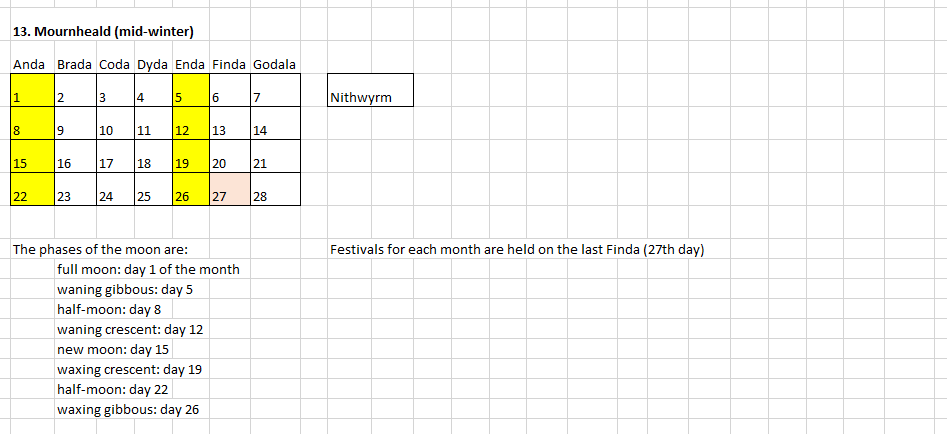 13. Mournheald (mid-winter)
Anda Brada Coda Dyda Enda Finda Godala
1 2 3 4 5 6 7 Nithwyrm
8 9 10 11 12 13 14
15 16 17 18 19 20 21
22 23 24 25 26 27 28
The phases of the moon are: Festivals for each month are held on the last Finda (27th day)
full moon: day 1 of the month
waning gibbous: day 5
half-moon: day 8
waning crescent: day 12
new moon: day 15
waxing crescent: day 19
half-moon: day 22
waxing gibbous: day 26